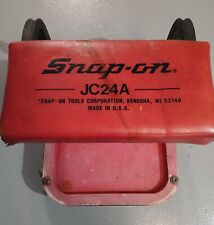 Snap-on®
JC24A
*SNAP-ON TOOLS CORPORATION, KENOSHA, WI 53140
MADE IN U.S.A.